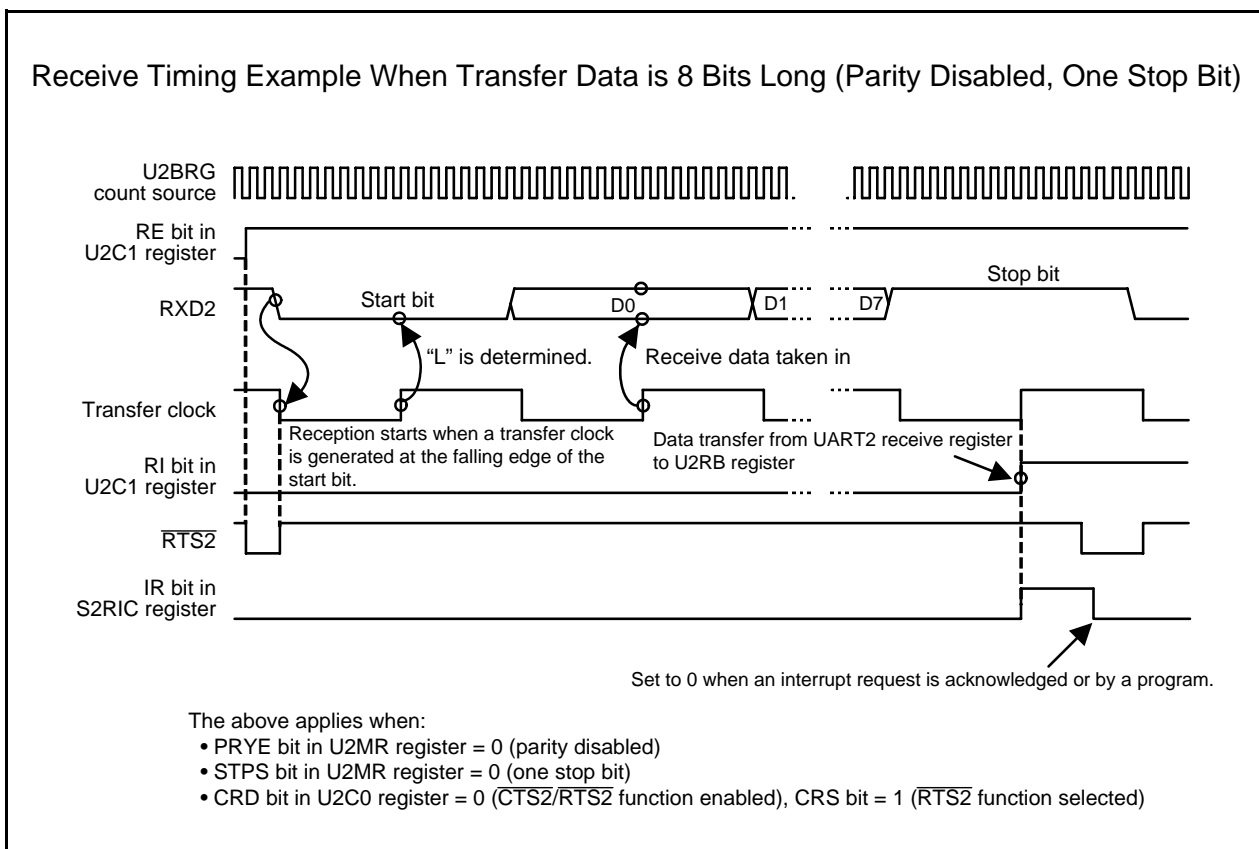 Receive Timing Example When Transfer Data is 8 Bits Long (Parity Disabled, One Stop Bit)
U2BRG
count source
RE bit in
U2C1 register
RXD2
Start bit
D0
D1
D7
Stop bit
"L" is determined.
Receive data taken in
Transfer clock
Reception starts when a transfer clock
is generated at the falling edge of the
start bit.
Data transfer from UART2 receive register
to U2RB register
RI bit in
U2C1 register
RTS2
IR bit in
S2RIC register
Set to 0 when an interrupt request is acknowledged or by a program.
The above applies when:
• PRYE bit in U2MR register = 0 (parity disabled)
• STPS bit in U2MR register = 0 (one stop bit)
• CRD bit in U2C0 register = 0 (CTS2/RTS2 function enabled), CRS bit = 1 (RTS2 function selected)